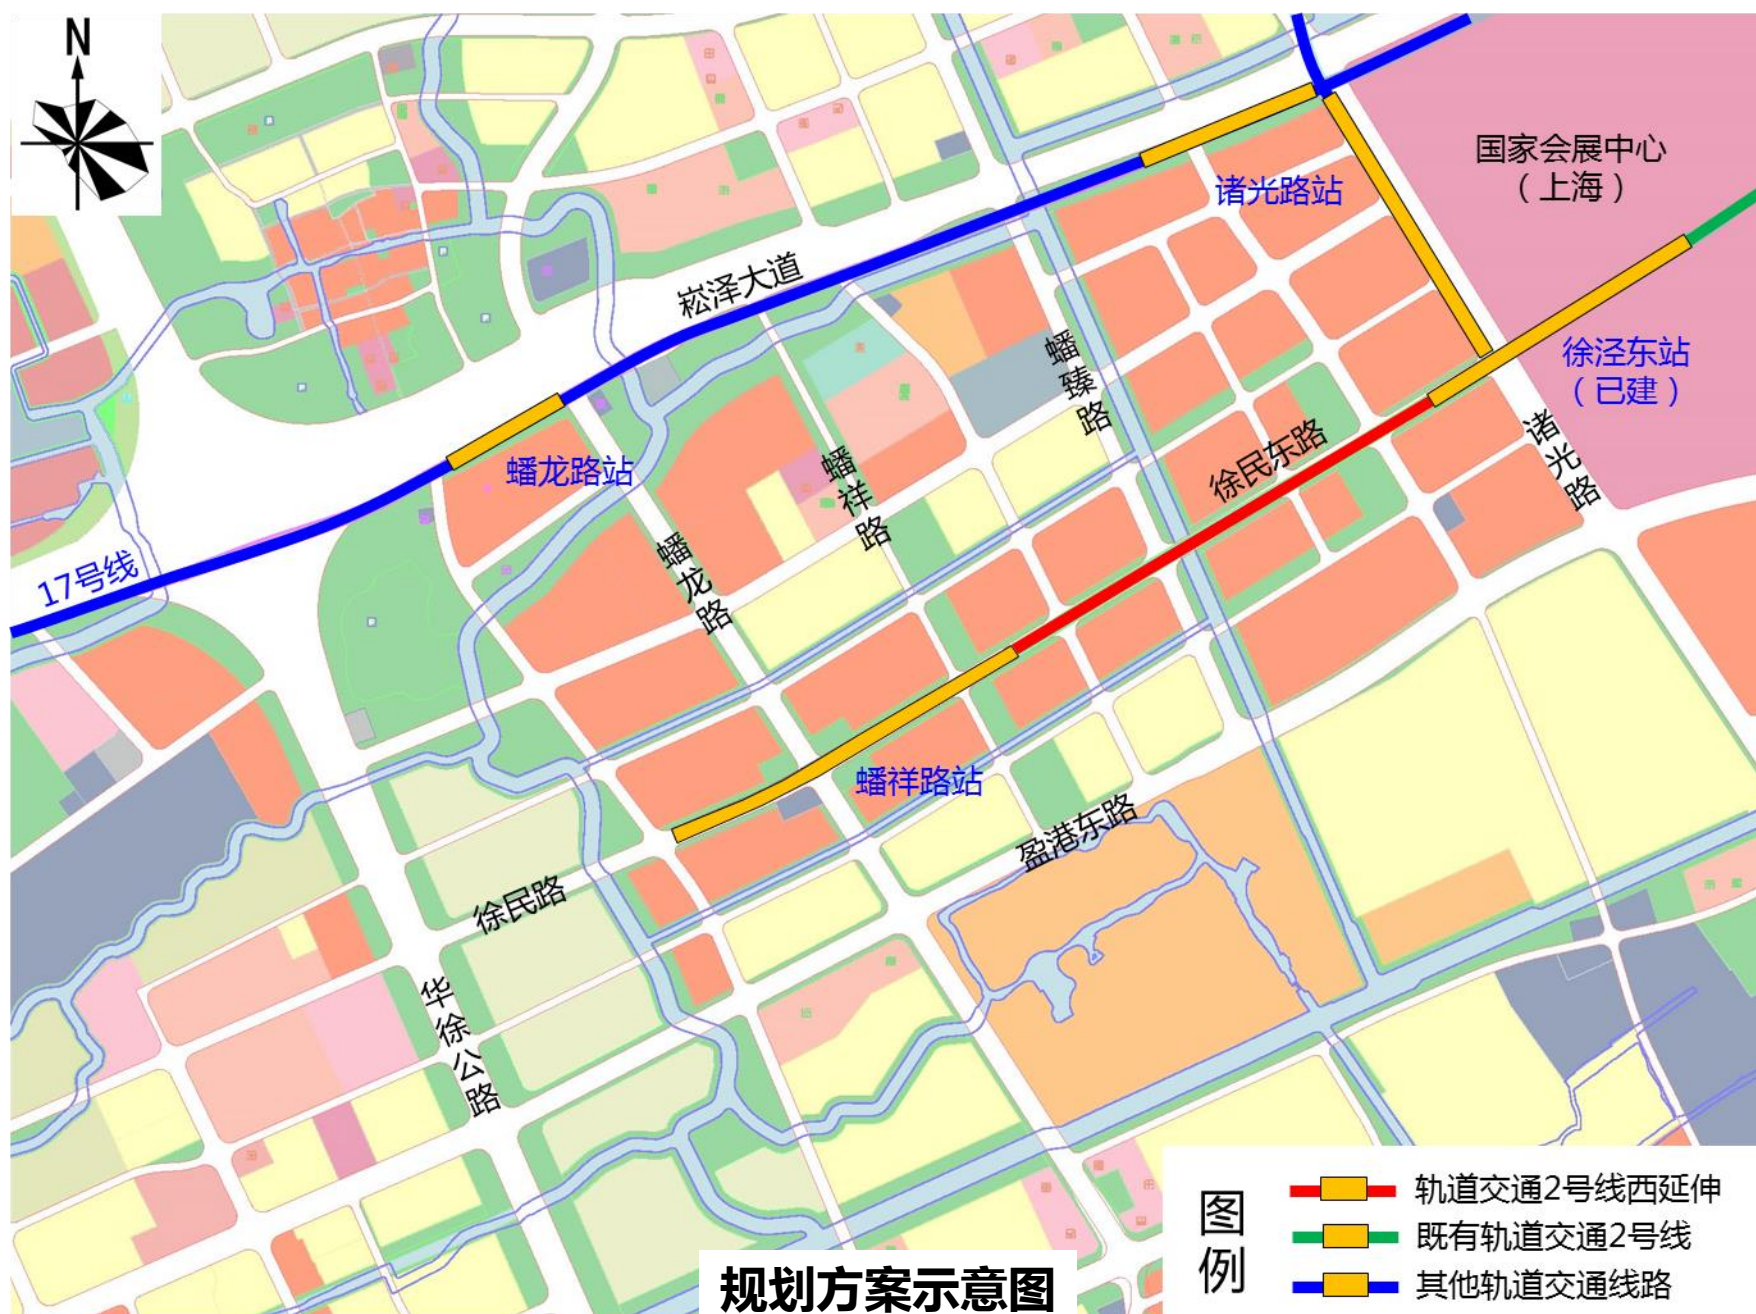 N
国家会展中心
（上海）
诸光路站
崧泽大道
徐泾东站
（已建）
蟠臻路
诸光路
徐民东路
蟠龙路站
蟠祥路
蟠龙路
17号线
蟠祥路站
盈港东路
徐民路
华徐公路
图例
轨道交通2号线西延伸
既有轨道交通2号线
其他轨道交通线路
规划方案示意图